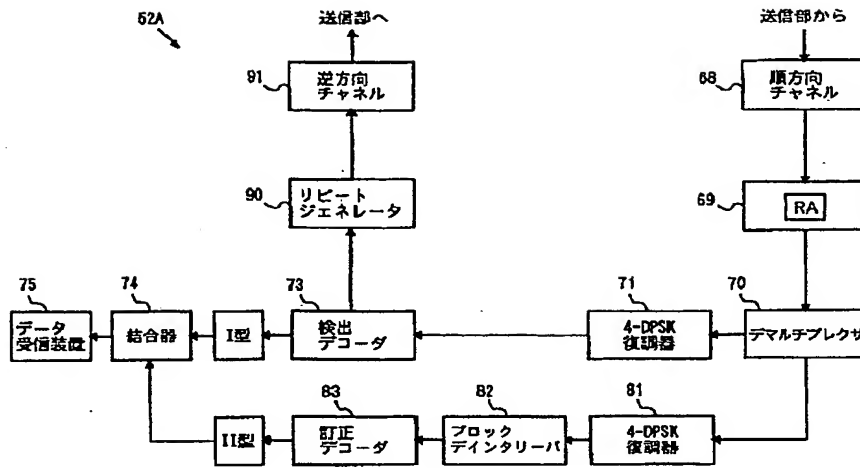 52A
送信部へ
送信部から
91
逆方向
チャネル
68
順方向
チャネル
90
リピート
ジェネレータ
69
RA
75
データ
受信装置
74
結合器
I型
73
検出
デコーダ
71
4-DPSK
復調器
70
デマルチプレクサ
II型
83
訂正
デコーダ
82
ブロック
デインタリーバ
81
4-DPSK
復調器